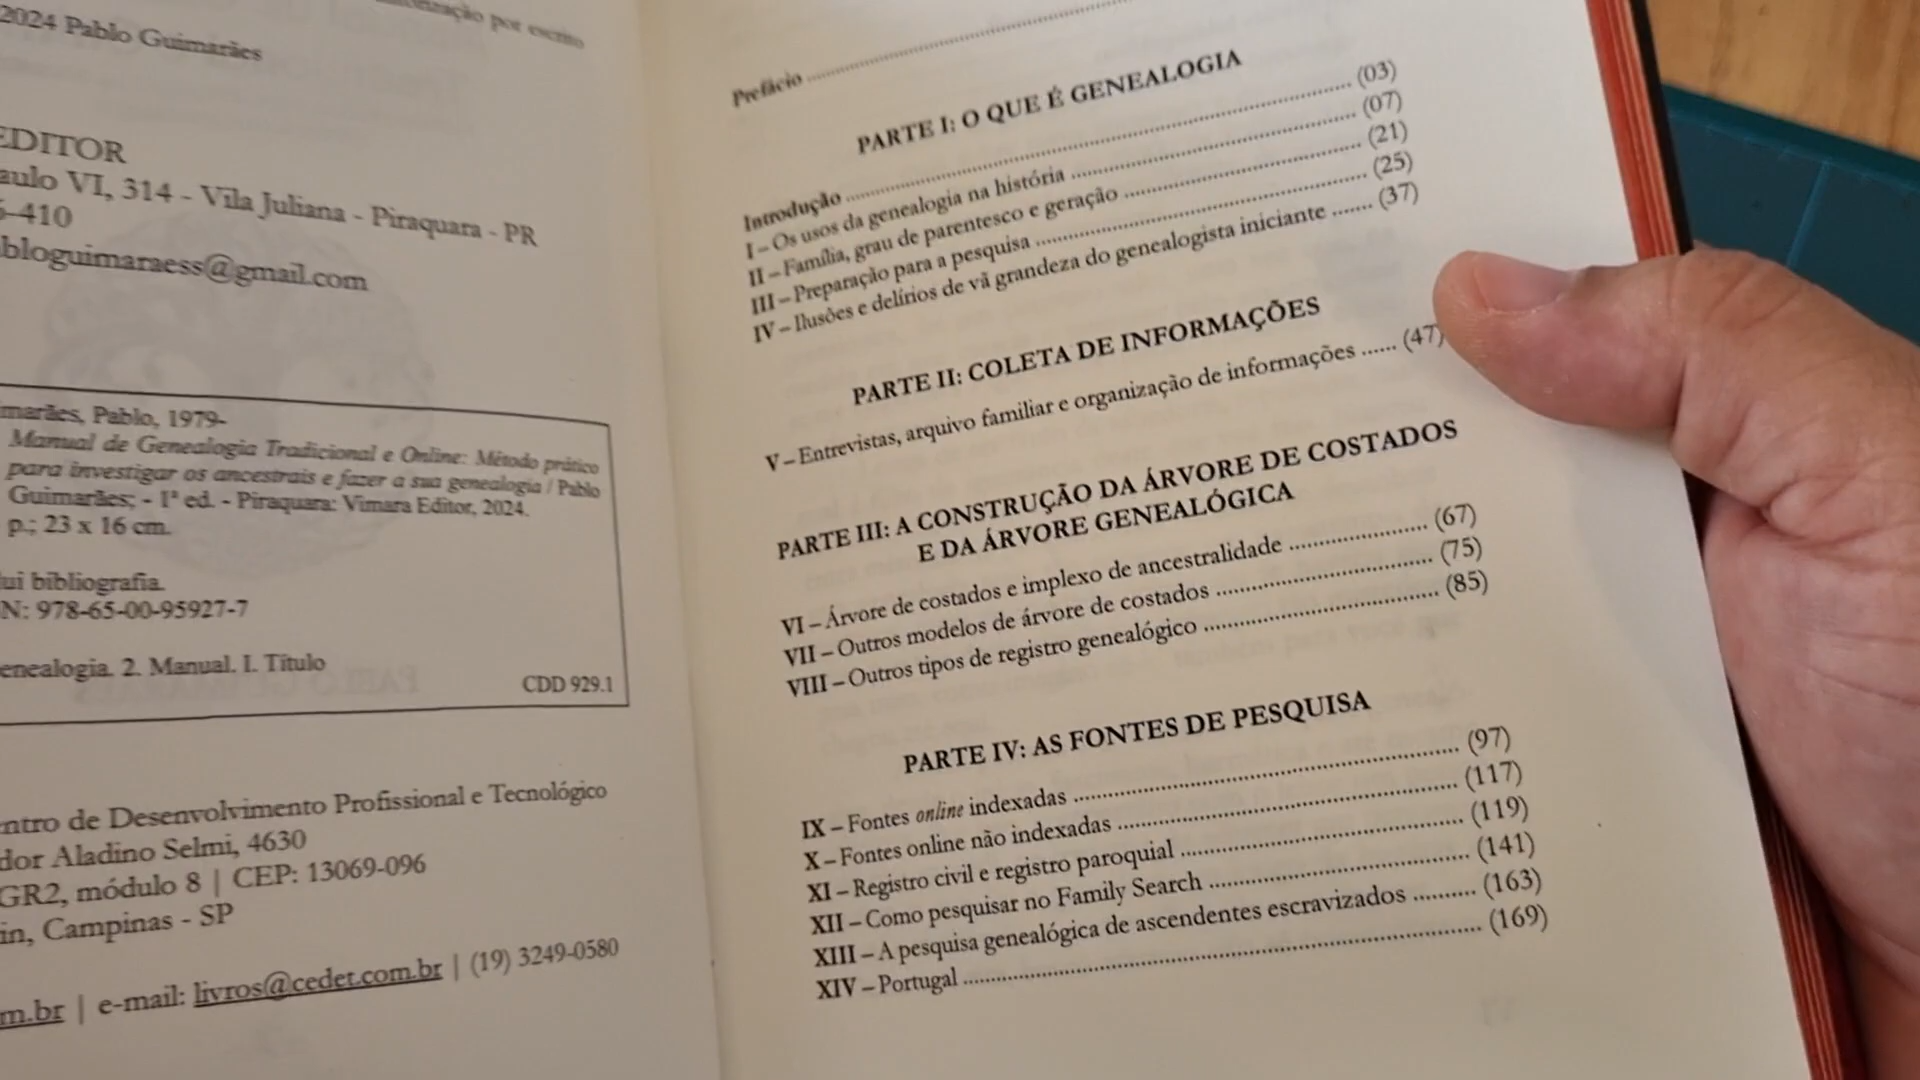 2024 Pablo Guimarães
por escrito
EDITOR
aulo VI, 314 - Vila Juliana - Piraquara - PR
-410
bloguimaraess@gmail.com
marães, Pablo, 1979-
Manual de Genealogia Tradicional e Online: Método prático
para investigar os ancestrais e fazer a sua genealogia / Pablo
Guimarães; - 1ª ed. - Piraquara: Vimara Editor, 2024.
p.; 23 x 16 cm.
ui bibliografia.
N: 978-65-00-95927-7
enealogia. 2. Manual. I. Título
CDD 929.1
ntro de Desenvolvimento Profissional e Tecnológico
dor Aladino Selmi, 4630
GR2, módulo 8 | CEP: 13069-096
in, Campinas - SP
m.br | e-mail: livros@cedet.com.br | (19) 3249-0580
Prefácio
PARTE I: O QUE É GENEALOGIA
Introdução ........ (03)
I – Os usos da genealogia na história ........ (07)
II – Família, grau de parentesco e geração ........ (21)
III – Preparação para a pesquisa ........ (25)
IV – Ilusões e delírios de vã grandeza do genealogista iniciante ....... (37)
PARTE II: COLETA DE INFORMAÇÕES
V – Entrevistas, arquivo familiar e organização de informações ...... (47)
PARTE III: A CONSTRUÇÃO DA ÁRVORE DE COSTADOS
E DA ÁRVORE GENEALÓGICA
VI – Árvore de costados e implexo de ancestralidade ........ (67)
VII – Outros modelos de árvore de costados ........ (75)
VIII – Outros tipos de registro genealógico ........ (85)
PARTE IV: AS FONTES DE PESQUISA
IX – Fontes online indexadas ........ (97)
X – Fontes online não indexadas ........ (117)
XI – Registro civil e registro paroquial ........ (119)
XII – Como pesquisar no Family Search ........ (141)
XIII – A pesquisa genealógica de ascendentes escravizados ......... (163)
XIV – Portugal ........ (169)